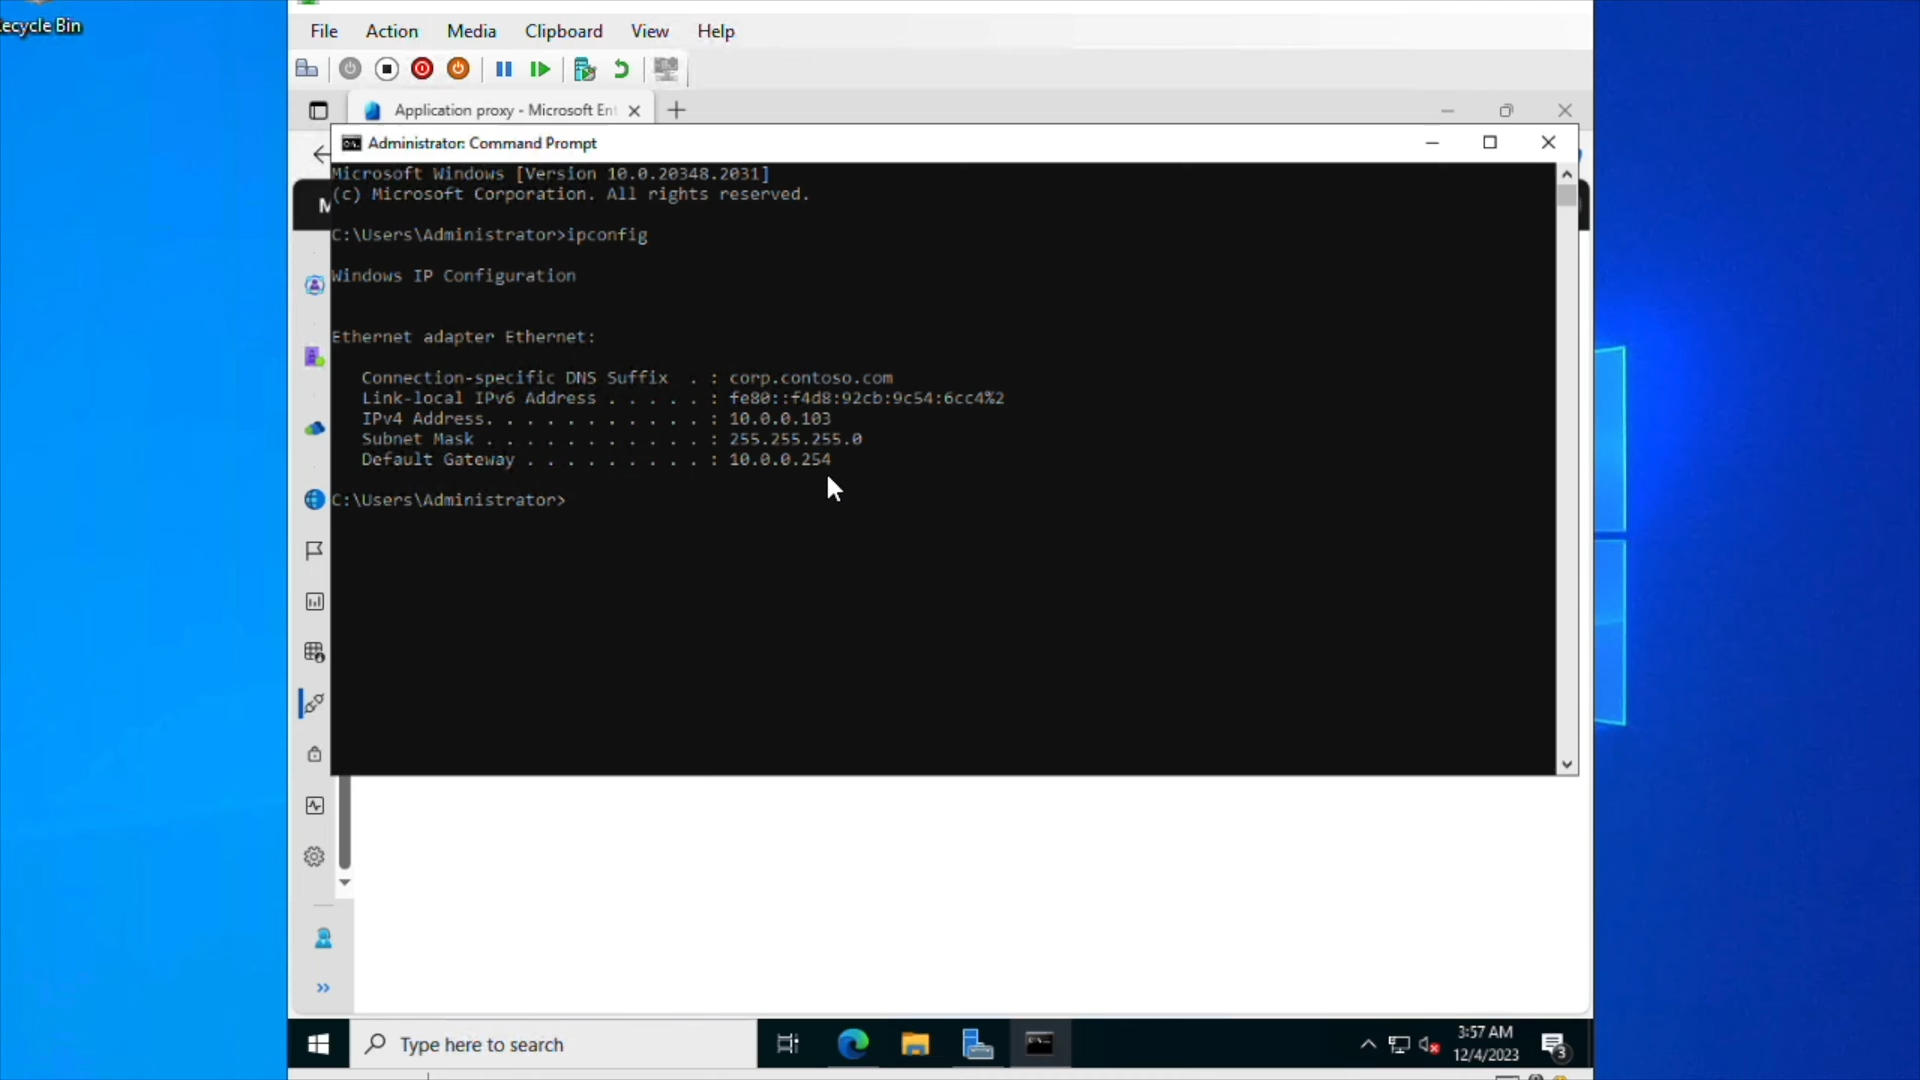 ecycle Bin
File Action Media Clipboard View Help
Application proxy - Microsoft Ent
Administrator: Command Prompt
M
Microsoft Windows [Version 10.0.20348.2031]
(c) Microsoft Corporation. All rights reserved.
C:\Users\Administrator>ipconfig
Windows IP Configuration
Ethernet adapter Ethernet:
Connection-specific DNS Suffix . : corp.contoso.com
Link-local IPv6 Address . . . . . : fe80::f4d8:92cb:9c54:6cc4%2
IPv4 Address. . . . . . . . . . . : 10.0.0.103
Subnet Mask . . . . . . . . . . . : 255.255.255.0
Default Gateway . . . . . . . . . : 10.0.0.254
C:\Users\Administrator>
Type here to search
3:57 AM
12/4/2023
3